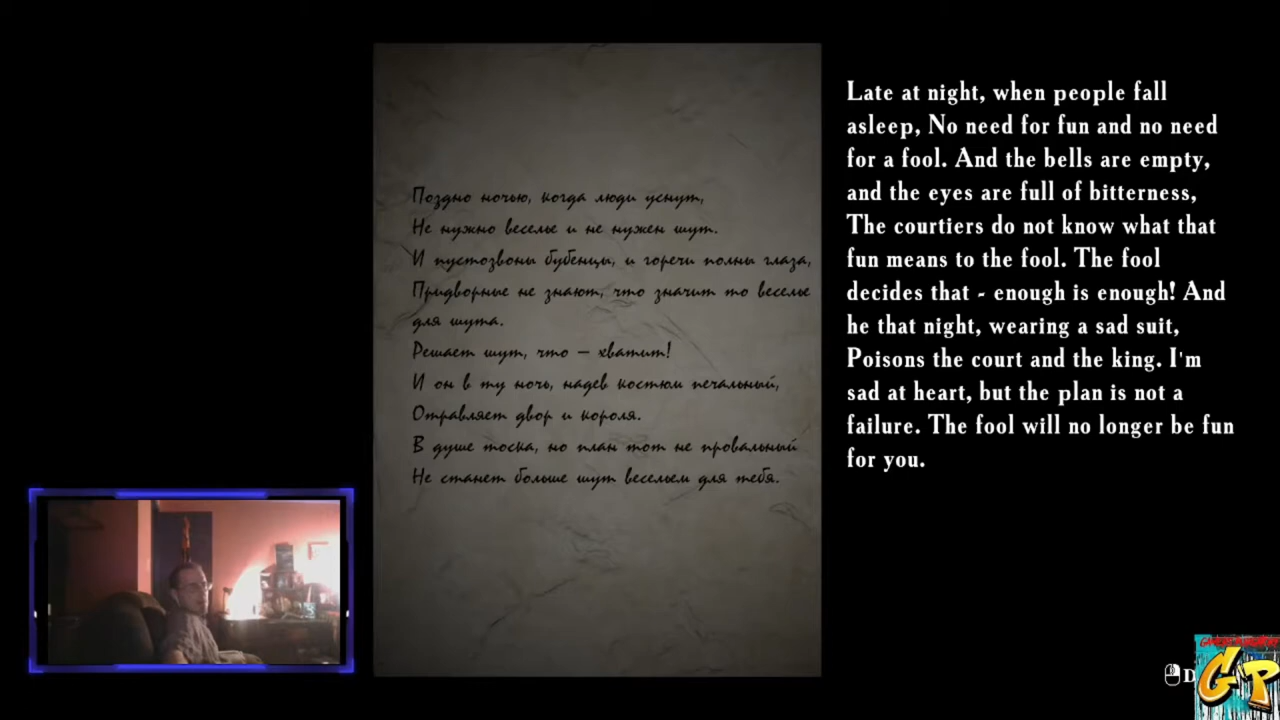 Поздно ночью, когда люди уснут,
Не нужно веселье и не нужен шут.
И пустозвоны бубенцы, и горечи полны глаза,
Придворные не знают, что значит то веселье
для шута.
Решает шут, что – хватит!
И он в ту ночь, надев костюм печальный,
Отравляет двор и короля.
В душе тоска, но план тот не провальный
Не станет больше шут весельем для тебя.
Late at night, when people fall
asleep, No need for fun and no need
for a fool. And the bells are empty,
and the eyes are full of bitterness,
The courtiers do not know what that
fun means to the fool. The fool
decides that - enough is enough! And
he that night, wearing a sad suit,
Poisons the court and the king. I'm
sad at heart, but the plan is not a
failure. The fool will no longer be fun
for you.
GP